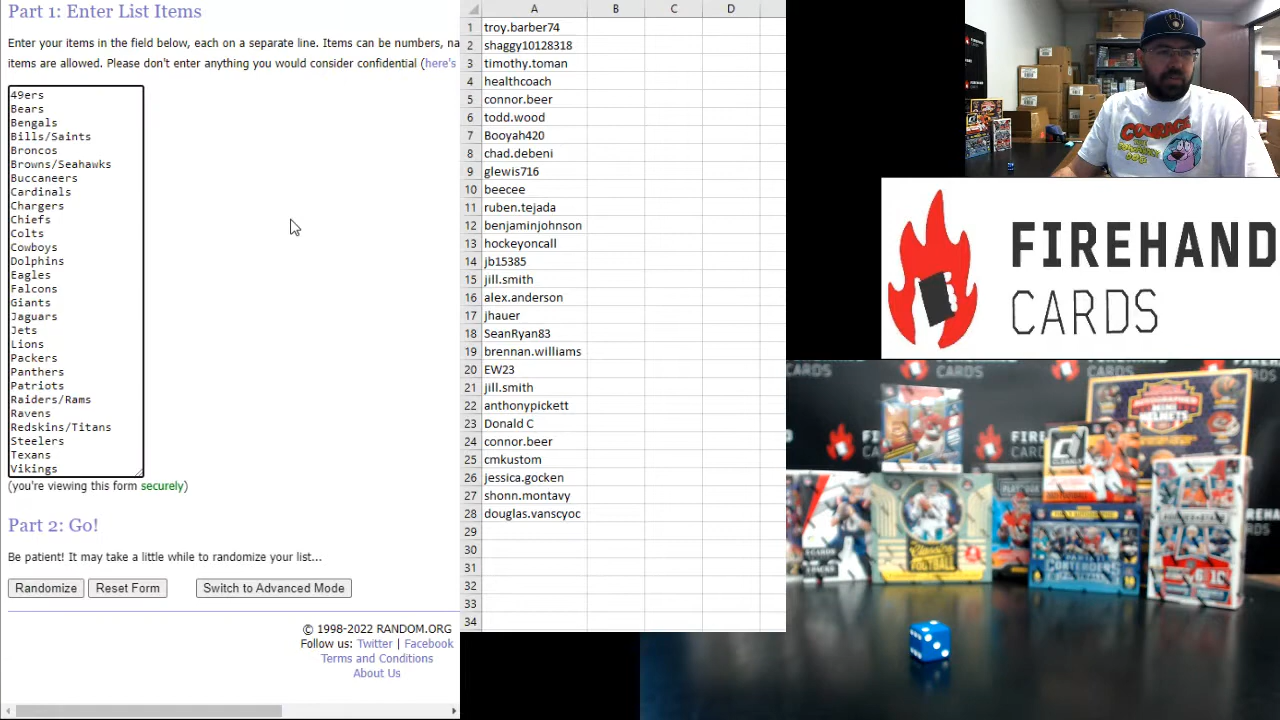 Part 1: Enter List Items
Enter your items in the field below, each on a separate line. Items can be numbers, na
items are allowed. Please don't enter anything you would consider confidential (here's
49ers
Bears
Bengals
Bills/Saints
Broncos
Browns/Seahawks
Buccaneers
Cardinals
Chargers
Chiefs
Colts
Cowboys
Dolphins
Eagles
Falcons
Giants
Jaguars
Jets
Lions
Packers
Panthers
Patriots
Raiders/Rams
Ravens
Redskins/Titans
Steelers
Texans
Vikings
(you're viewing this form securely)
Part 2: Go!
Be patient! It may take a little while to randomize your list...
Randomize
Reset Form
Switch to Advanced Mode
© 1998-2022 RANDOM.ORG
Follow us: Twitter | Facebook
Terms and Conditions
About Us
A B C D
1 troy.barber74
2 shaggy10128318
3 timothy.toman
4 healthcoach
5 connor.beer
6 todd.wood
7 Booyah420
8 chad.debeni
9 glewis716
10 beecee
11 ruben.tejada
12 benjaminjohnson
13 hockeyoncall
14 jb15385
15 jill.smith
16 alex.anderson
17 jhauer
18 SeanRyan83
19 brennan.williams
20 EW23
21 jill.smith
22 anthonypickett
23 Donald C
24 connor.beer
25 cmkustom
26 jessica.gocken
27 shonn.montavy
28 douglas.vanscyoc
29
30
31
32
33
34
COURAGE
FIREHAND
CARDS